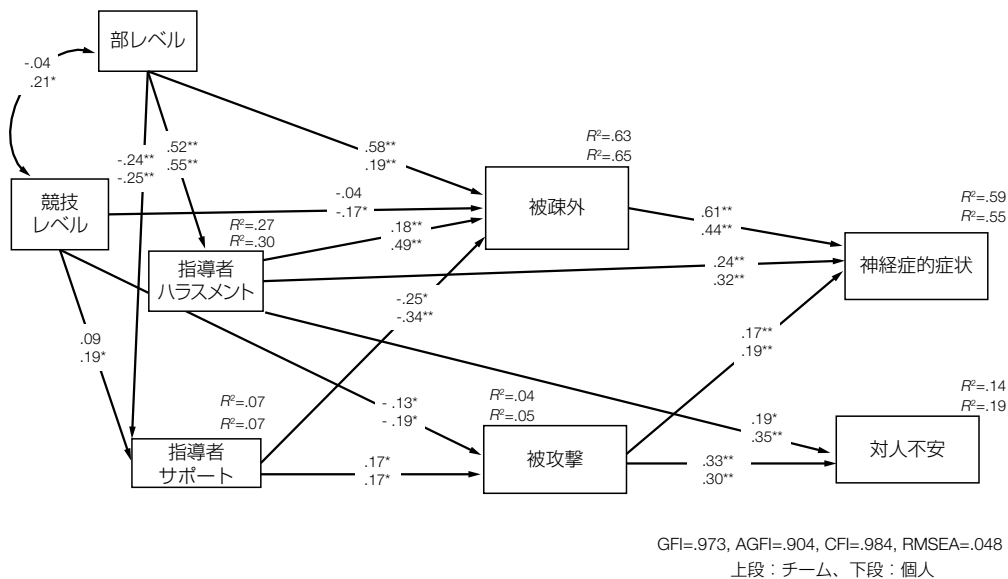 部レベル
-.04
.21*
競技
レベル
-.24**
-.25**
.52**
.55**
.58**
.19**
R²=.63
R²=.65
被疎外
-.04
-.17*
R²=.27
R²=.30
指導者
ハラスメント
.18**
.49**
.61**
.44**
R²=.59
R²=.55
神経症的症状
.24**
.32**
-.25*
-.34**
.09
.19*
.17**
.19**
R²=.07
R²=.07
指導者
サポート
- .13*
- .19*
R²=.04
R²=.05
被攻撃
.17*
.17*
.19*
.35**
.33**
.30**
R²=.14
R²=.19
対人不安
GFI=.973, AGFI=.904, CFI=.984, RMSEA=.048
上段：チーム、下段：個人